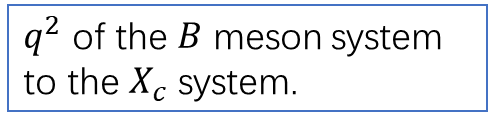 q² of the B meson system
to the X_c system.